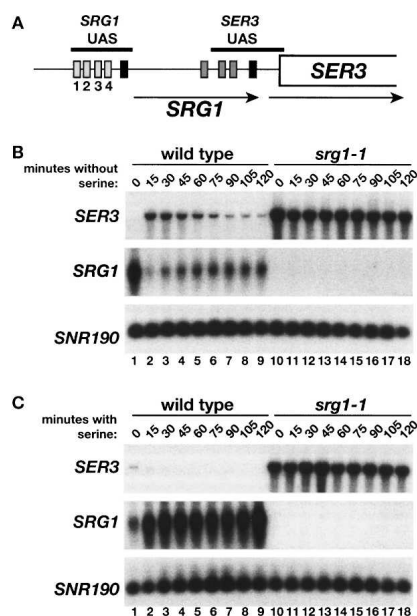 A
SRG1 SER3
UAS UAS
SER3
1 2 3 4
SRG1
B
wild type srg1-1
minutes without serine: 0 15 30 45 60 75 90 105 120 0 15 30 45 60 75 90 105 120
SER3
SRG1
SNR190
1 2 3 4 5 6 7 8 9 10 11 12 13 14 15 16 17 18
C
wild type srg1-1
minutes with serine: 0 15 30 45 60 75 90 105 120 0 15 30 45 60 75 90 105 120
SER3
SRG1
SNR190
1 2 3 4 5 6 7 8 9 10 11 12 13 14 15 16 17 18